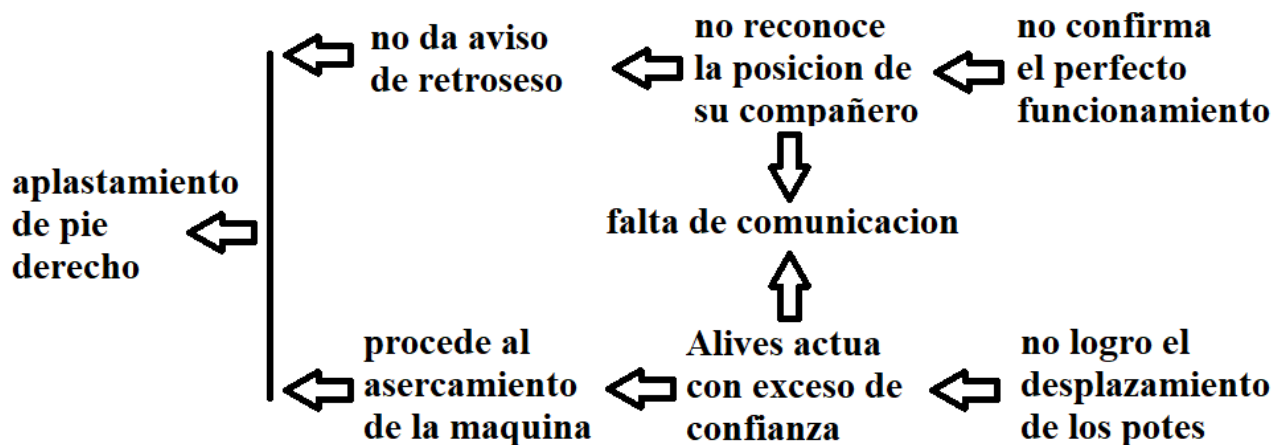 no da aviso
de retroseso
no reconoce
la posicion de
su compañero
no confirma
el perfecto
funcionamiento
aplastamiento
de pie
derecho
falta de comunicacion
procede al
asercamiento
de la maquina
Alives actua
con exceso de
confianza
no logro el
desplazamiento
de los potes